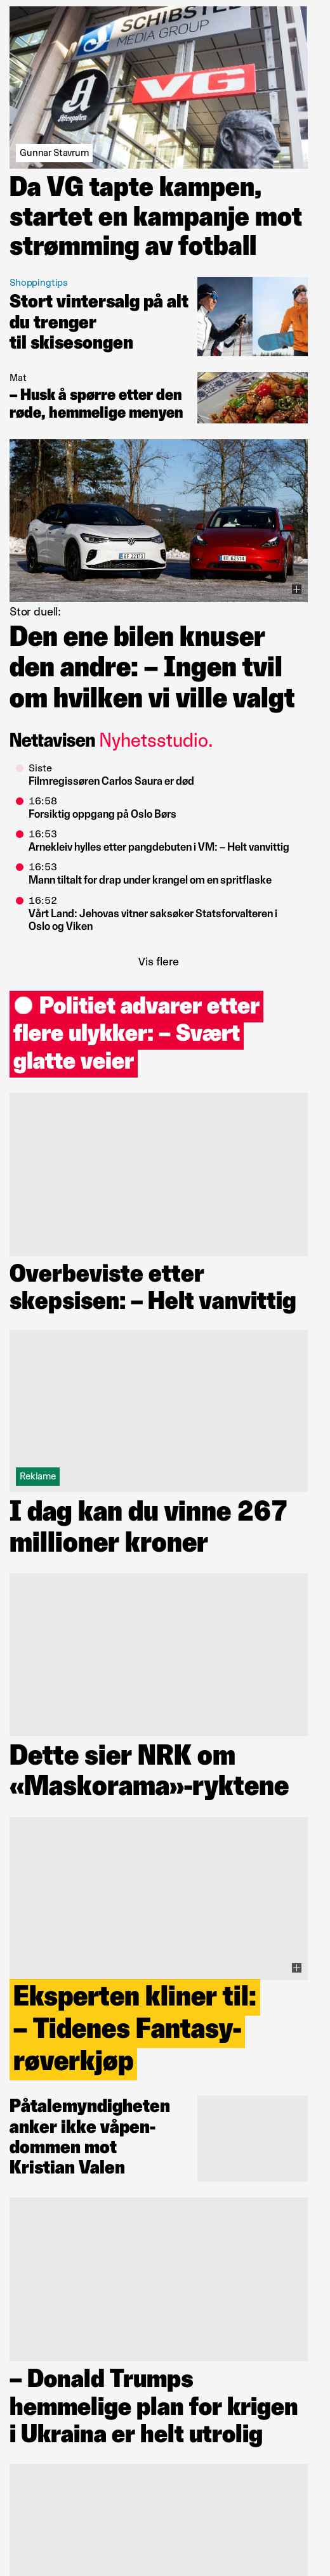 SCHIBSTED
MEDIA GROUP
VG
Aftenposten
Gunnar Stavrum
Da VG tapte kampen,
startet en kampanje mot
strømming av fotball
Shoppingtips
Stort vintersalg på alt
du trenger
til skisesongen
Mat
– Husk å spørre etter den
røde, hemmelige menyen
Stor duell:
Den ene bilen knuser
den andre: – Ingen tvil
om hvilken vi ville valgt
Nettavisen Nyhetsstudio.
Siste
Filmregissøren Carlos Saura er død
16:58
Forsiktig oppgang på Oslo Børs
16:53
Arnekleiv hylles etter pangdebuten i VM: – Helt vanvittig
16:53
Mann tiltalt for drap under krangel om en spritflaske
16:52
Vårt Land: Jehovas vitner saksøker Statsforvalteren i
Oslo og Viken
Vis flere
Politiet advarer etter
flere ulykker: – Svært
glatte veier
Overbeviste etter
skepsisen: – Helt vanvittig
Reklame
I dag kan du vinne 267
millioner kroner
Dette sier NRK om
«Maskorama»-ryktene
Eksperten kliner til:
– Tidenes Fantasy-
røverkjøp
Påtalemyndigheten
anker ikke våpen-
dommen mot
Kristian Valen
– Donald Trumps
hemmelige plan for krigen
i Ukraina er helt utrolig